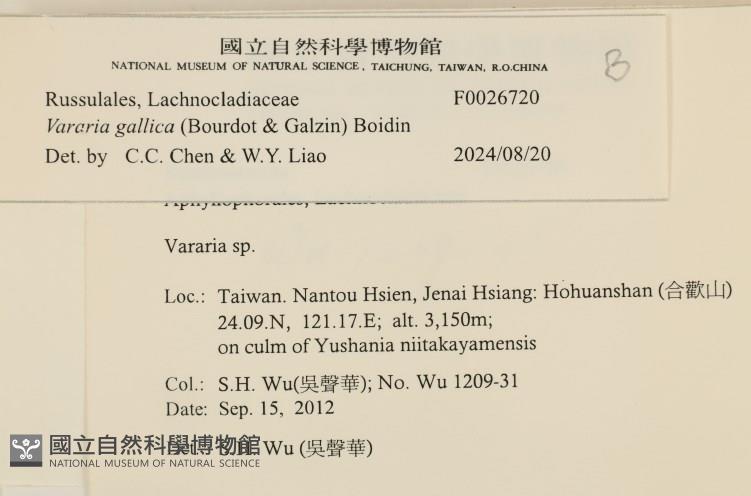 國立自然科學博物館
NATIONAL MUSEUM OF NATURAL SCIENCE, TAICHUNG, TAIWAN, R.O.CHINA
B
Russulales, Lachnocladiaceae F0026720
Vararia gallica (Bourdot & Galzin) Boidin
Det. by C.C. Chen & W.Y. Liao 2024/08/20
Vararia sp.
Loc.: Taiwan. Nantou Hsien, Jenai Hsiang: Hohuanshan (合歡山)
24.09.N, 121.17.E; alt. 3,150m;
on culm of Yushania niitakayamensis
Col.: S.H. Wu(吳聲華); No. Wu 1209-31
Date: Sep. 15, 2012
S.H. Wu (吳聲華)
國立自然科學博物館
NATIONAL MUSEUM OF NATURAL SCIENCE